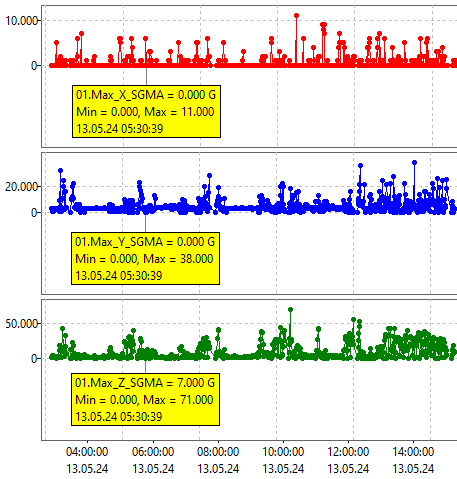 10.000
0
01.Max_X_SGMA = 0.000 G
Min = 0.000, Max = 11.000
13.05.24 05:30:39
20.000
0
01.Max_Y_SGMA = 0.000 G
Min = 0.000, Max = 38.000
13.05.24 05:30:39
50.000
0
01.Max_Z_SGMA = 7.000 G
Min = 0.000, Max = 71.000
13.05.24 05:30:39
04:00:00 06:00:00 08:00:00 10:00:00 12:00:00 14:00:00
13.05.24 13.05.24 13.05.24 13.05.24 13.05.24 13.05.24